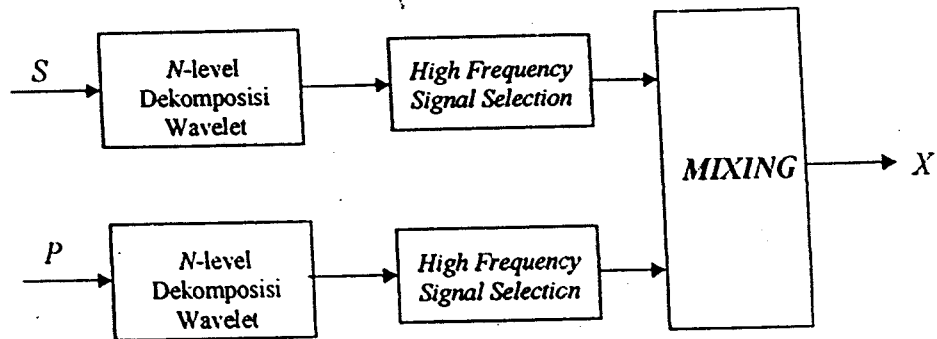 S
N-level
Dekomposisi
Wavelet
High Frequency
Signal Selection
MIXING
X
P
N-level
Dekomposisi
Wavelet
High Frequency
Signal Selection